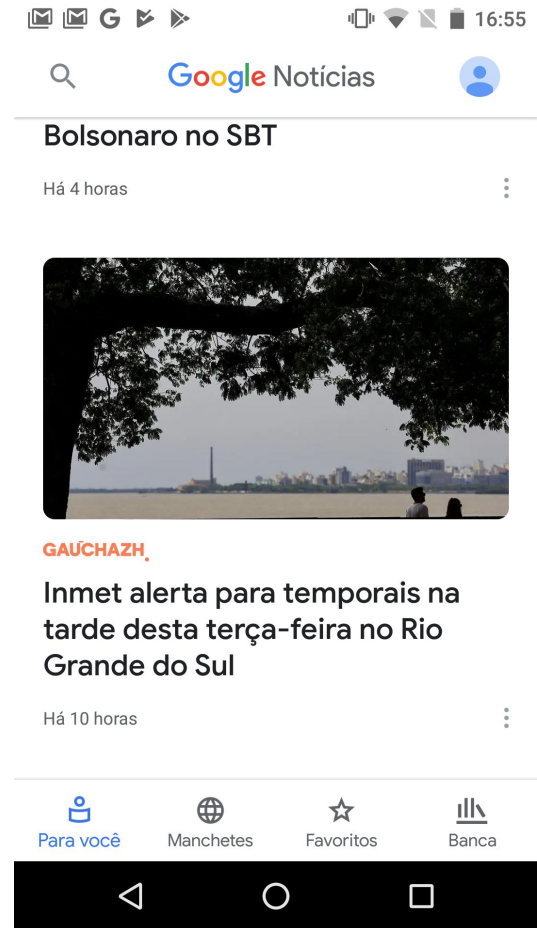 16:55
Google Notícias
Bolsonaro no SBT
Há 4 horas
GAÚCHAZH.
Inmet alerta para temporais na
tarde desta terça-feira no Rio
Grande do Sul
Há 10 horas
Para você
Manchetes
Favoritos
Banca